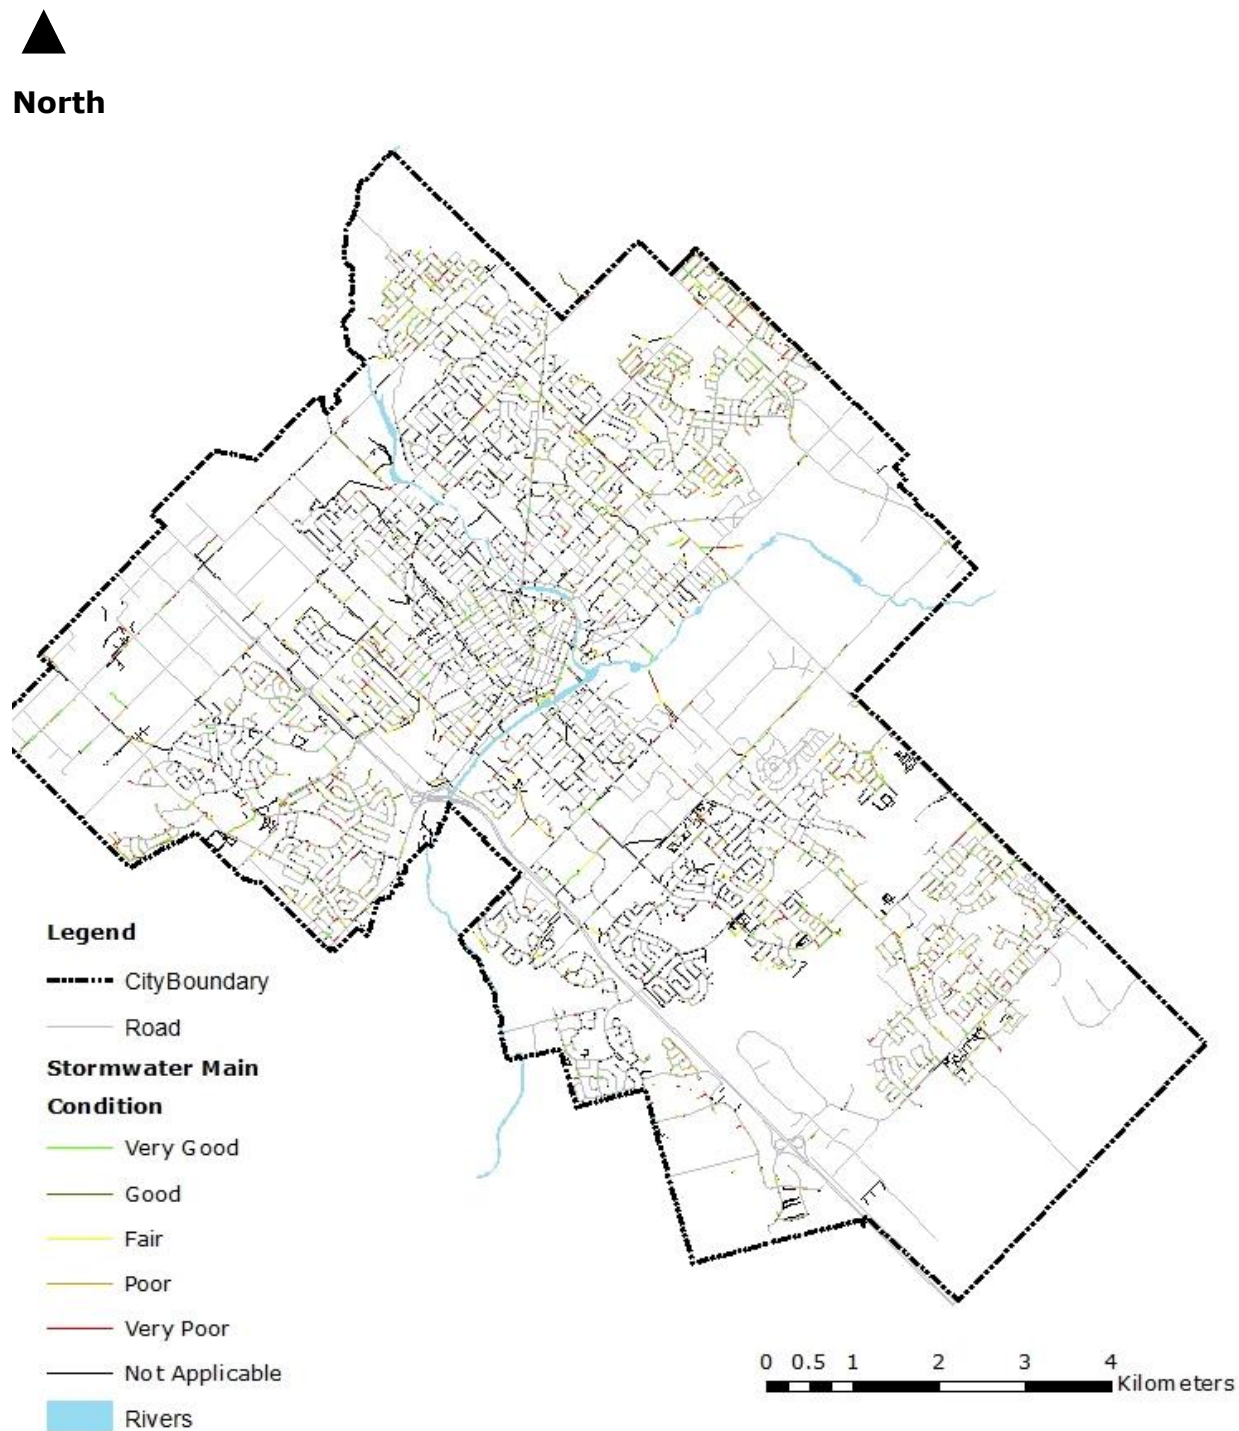 North
Legend
CityBoundary
Road
Stormwater Main
Condition
Very Good
Good
Fair
Poor
Very Poor
Not Applicable
Rivers
0 0.5 1 2 3 4
Kilometers